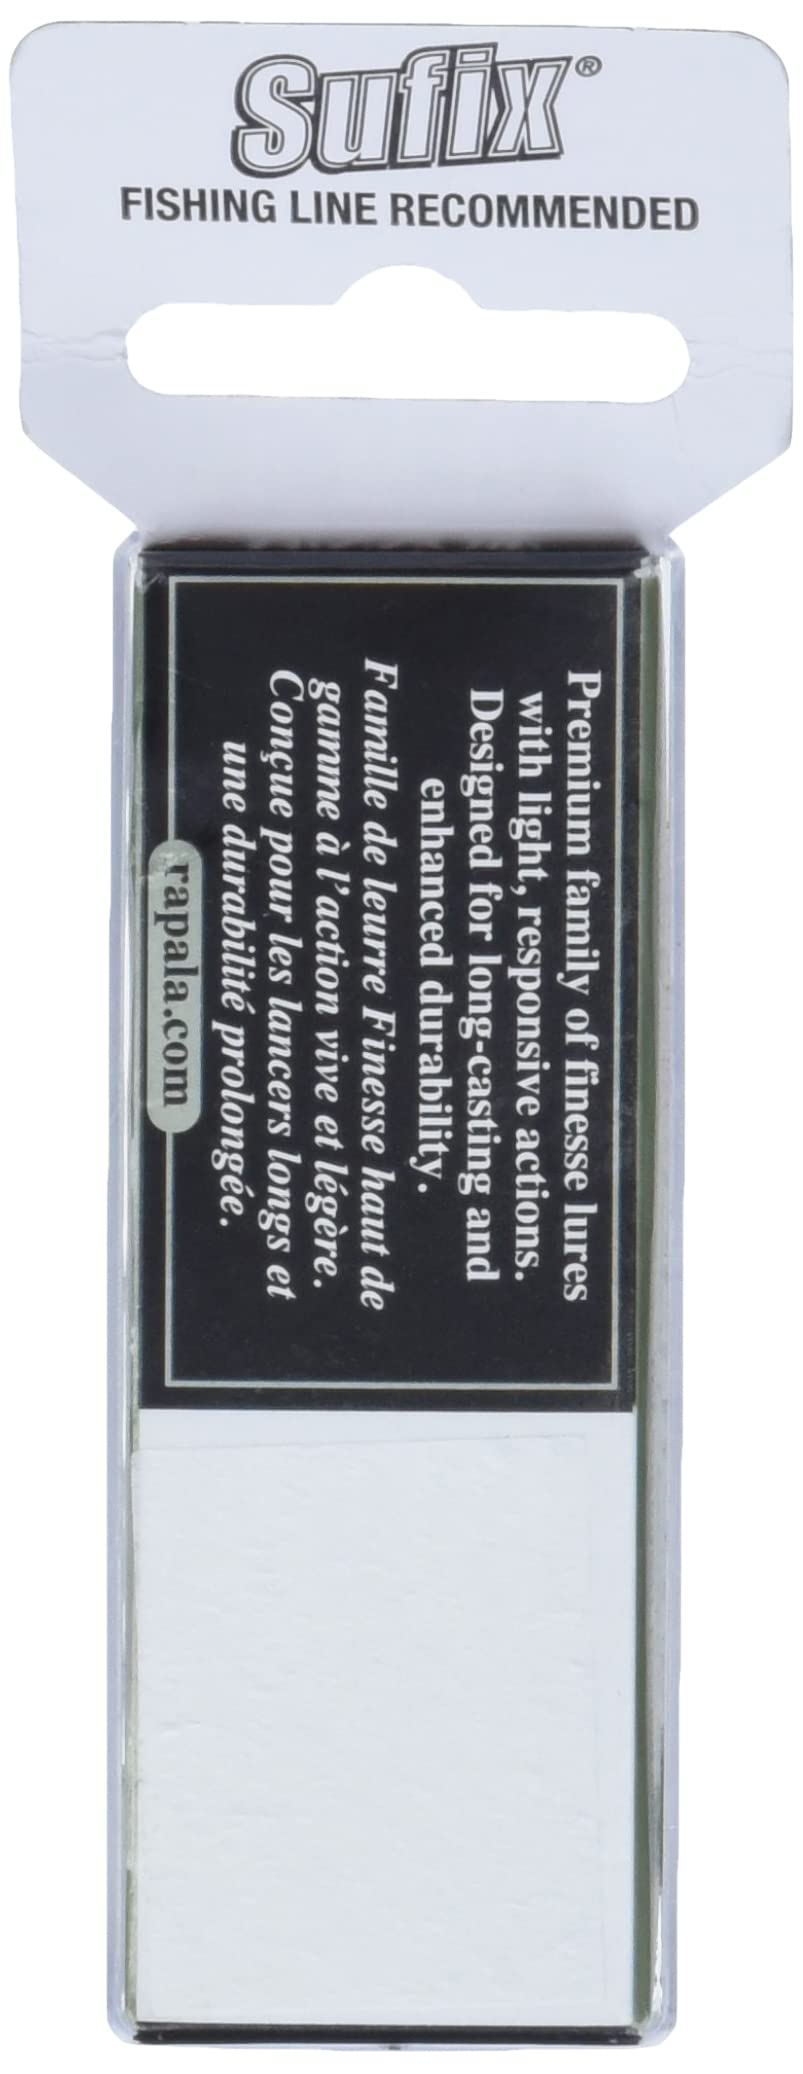 Sufix®
FISHING LINE RECOMMENDED
Premium family of finesse lures
with light, responsive actions.
Designed for long-casting and
enhanced durability.
Famille de leurre Finesse haut de
gamme à l'action vive et légère.
Conçue pour les lancers longs et
une durabilité prolongée.
rapala.com